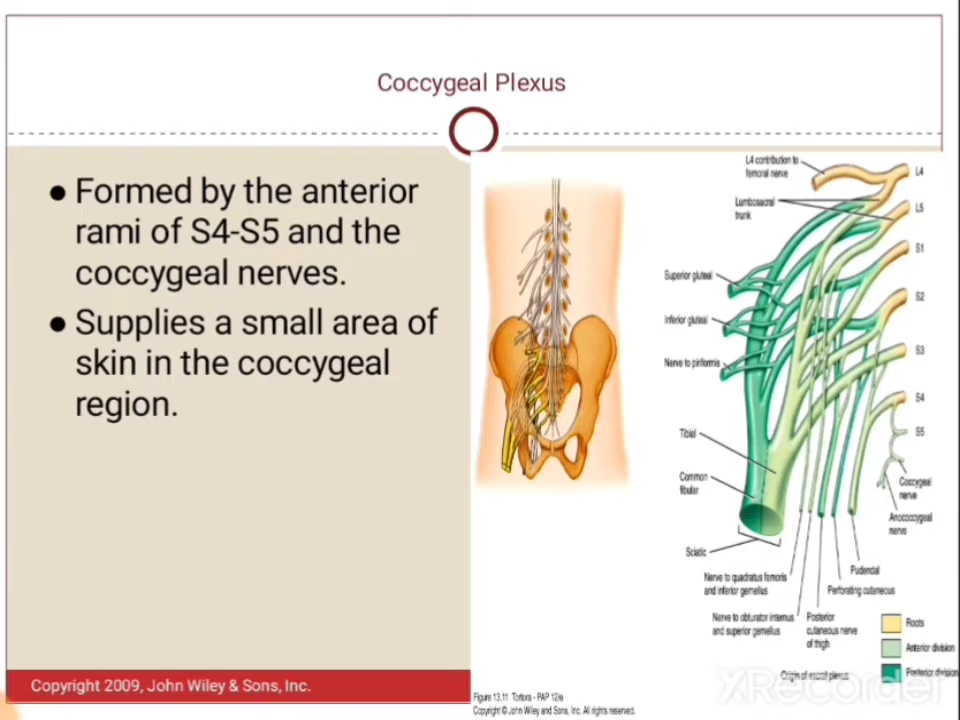 Coccygeal Plexus
● Formed by the anterior
rami of S4-S5 and the
coccygeal nerves.
● Supplies a small area of
skin in the coccygeal
region.
L4 contribution to
femoral nerve
L4
Lumbosacral
trunk
L5
S1
Superior gluteal
S2
Inferior gluteal
S3
Nerve to piriformis
S4
Tibial
S5
Common
fibular
Coccygeal
nerve
Anococcygeal
nerve
Sciatic
Pudendal
Nerve to quadratus femoris
and inferior gemellus
Perforating cutaneous
Nerve to obturator internus
and superior gemellus
Posterior
cutaneous nerve
of thigh
Roots
Anterior division
Posterior division
Origin of sacral plexus
Copyright 2009, John Wiley & Sons, Inc.
Figure 13.11 Tortora - PAP 12/e
Copyright © John Wiley and Sons, Inc. All rights reserved.
XRecorder